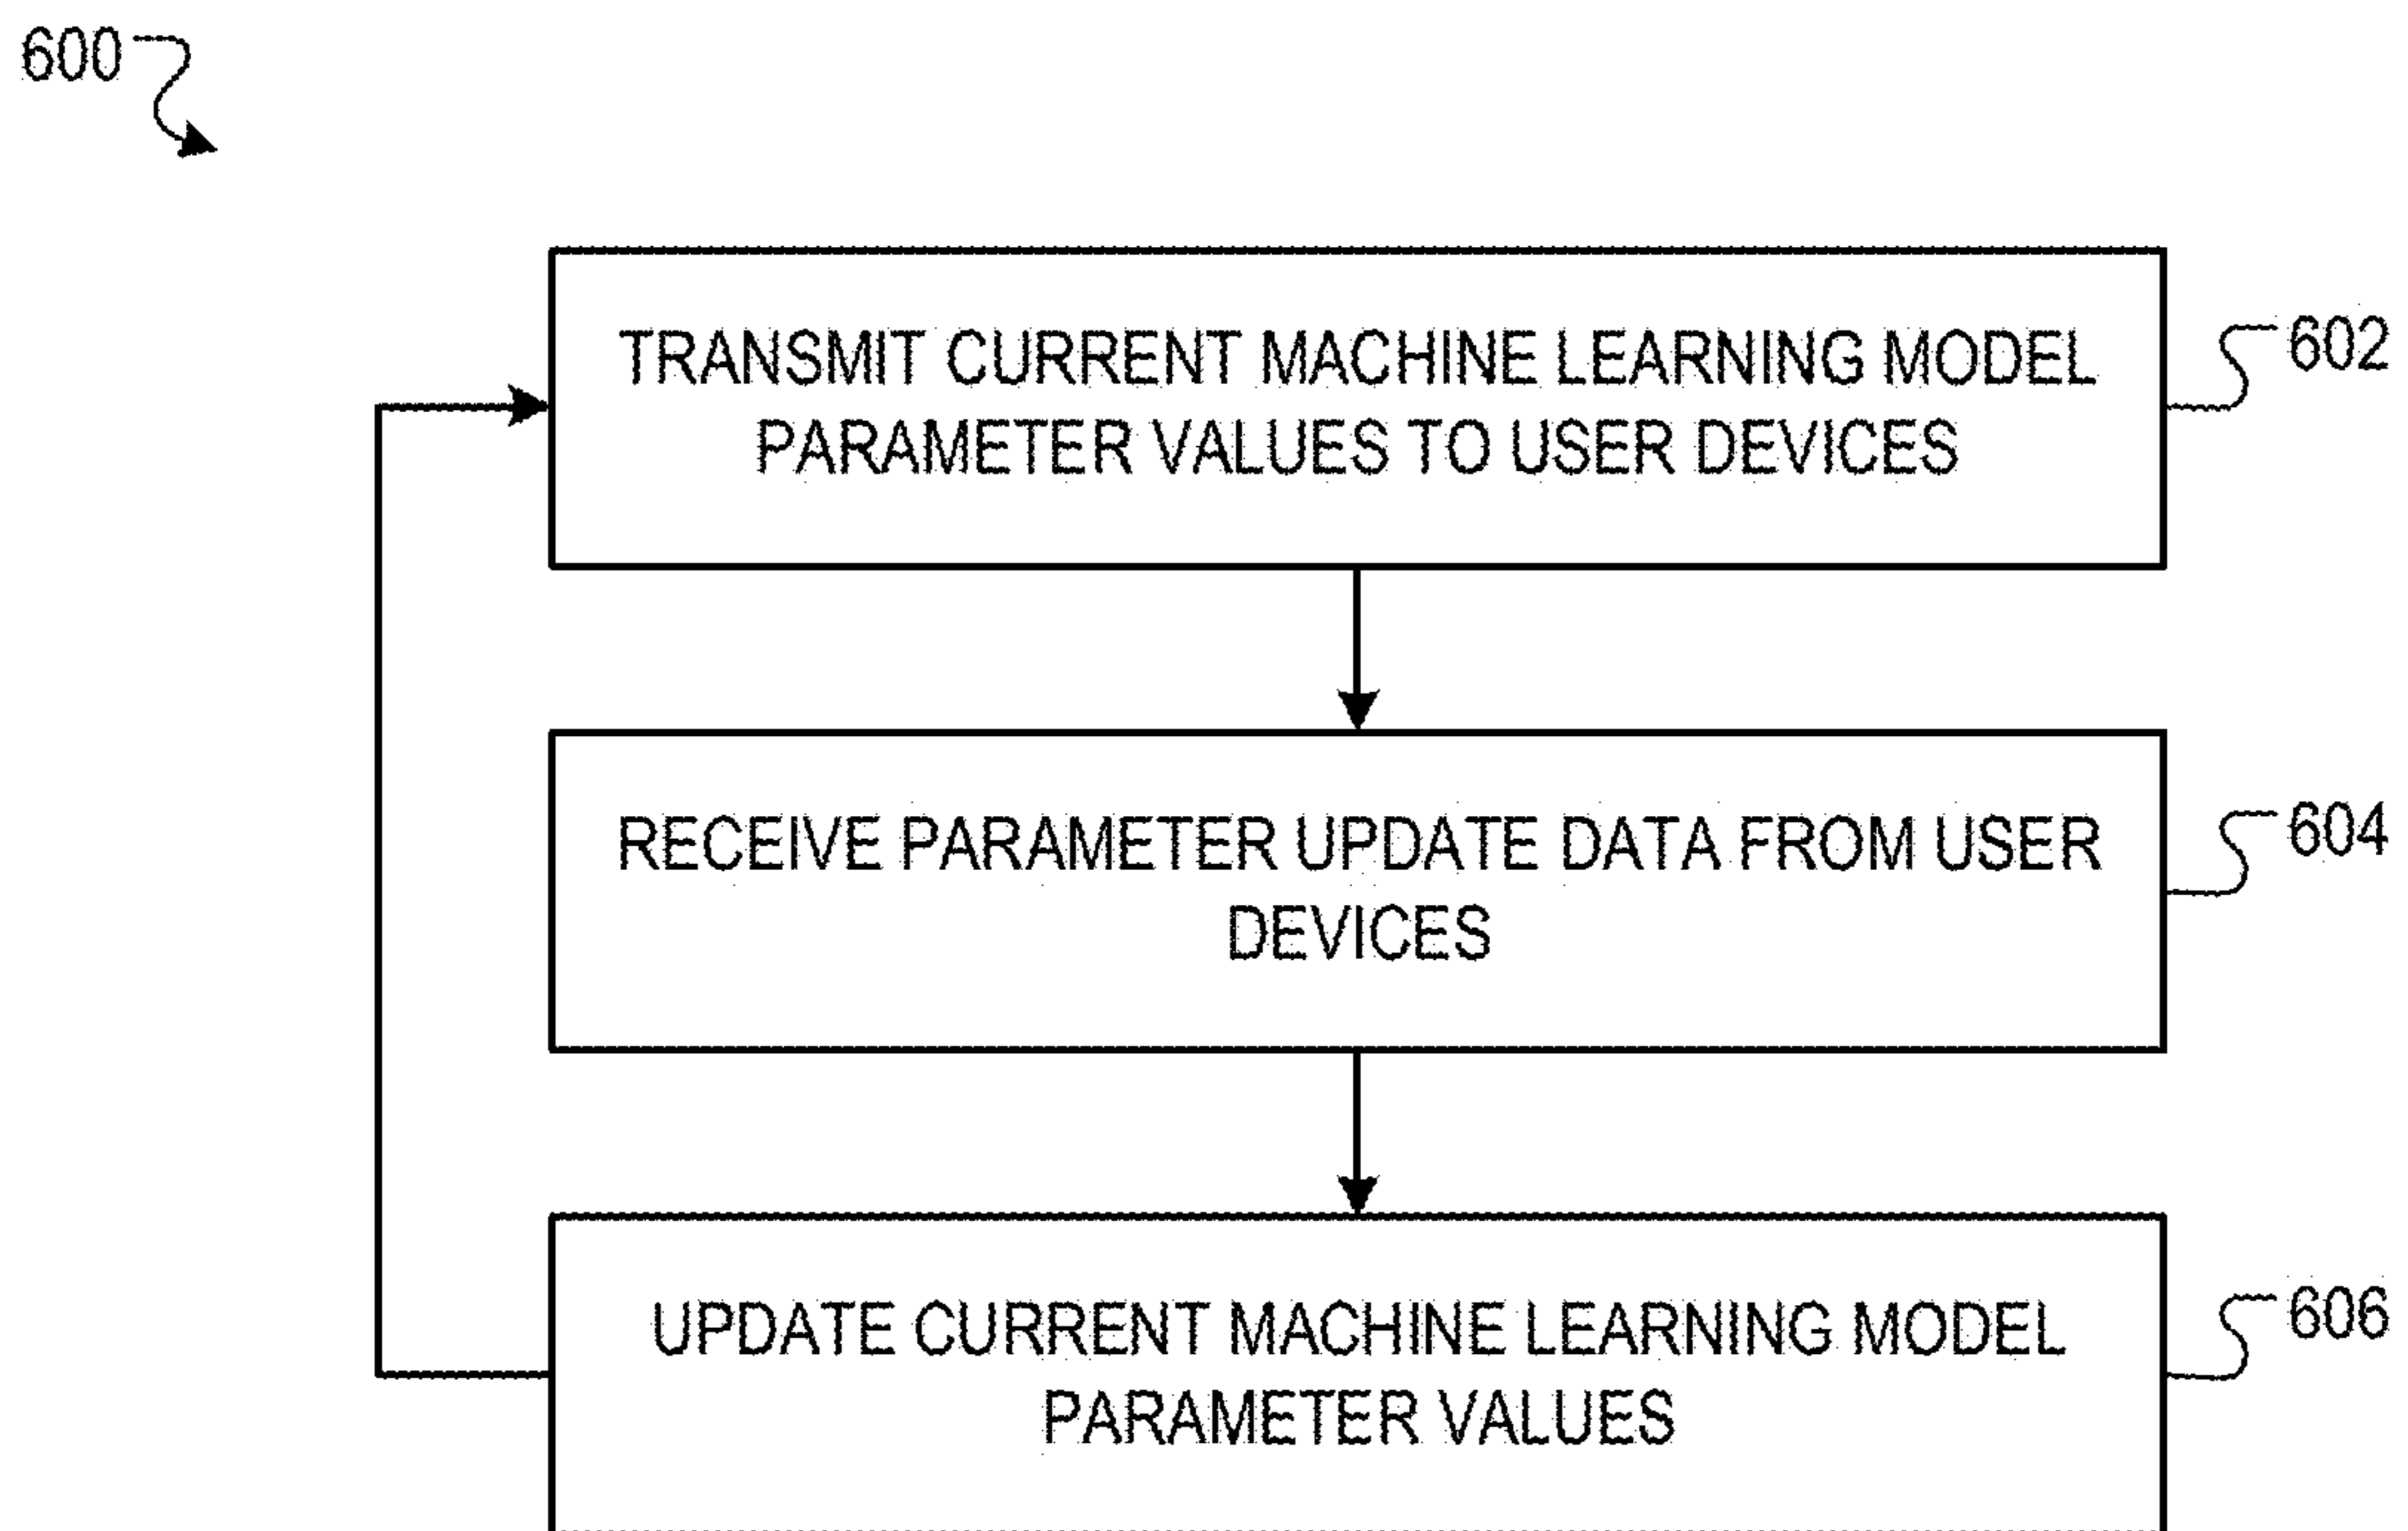 600
TRANSMIT CURRENT MACHINE LEARNING MODEL
PARAMETER VALUES TO USER DEVICES
602
RECEIVE PARAMETER UPDATE DATA FROM USER
DEVICES
604
UPDATE CURRENT MACHINE LEARNING MODEL
PARAMETER VALUES
606